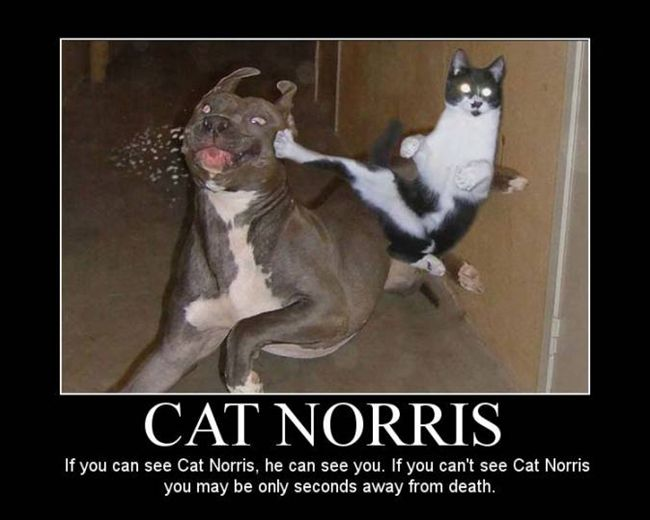 CAT NORRIS
If you can see Cat Norris, he can see you. If you can't see Cat Norris
you may be only seconds away from death.